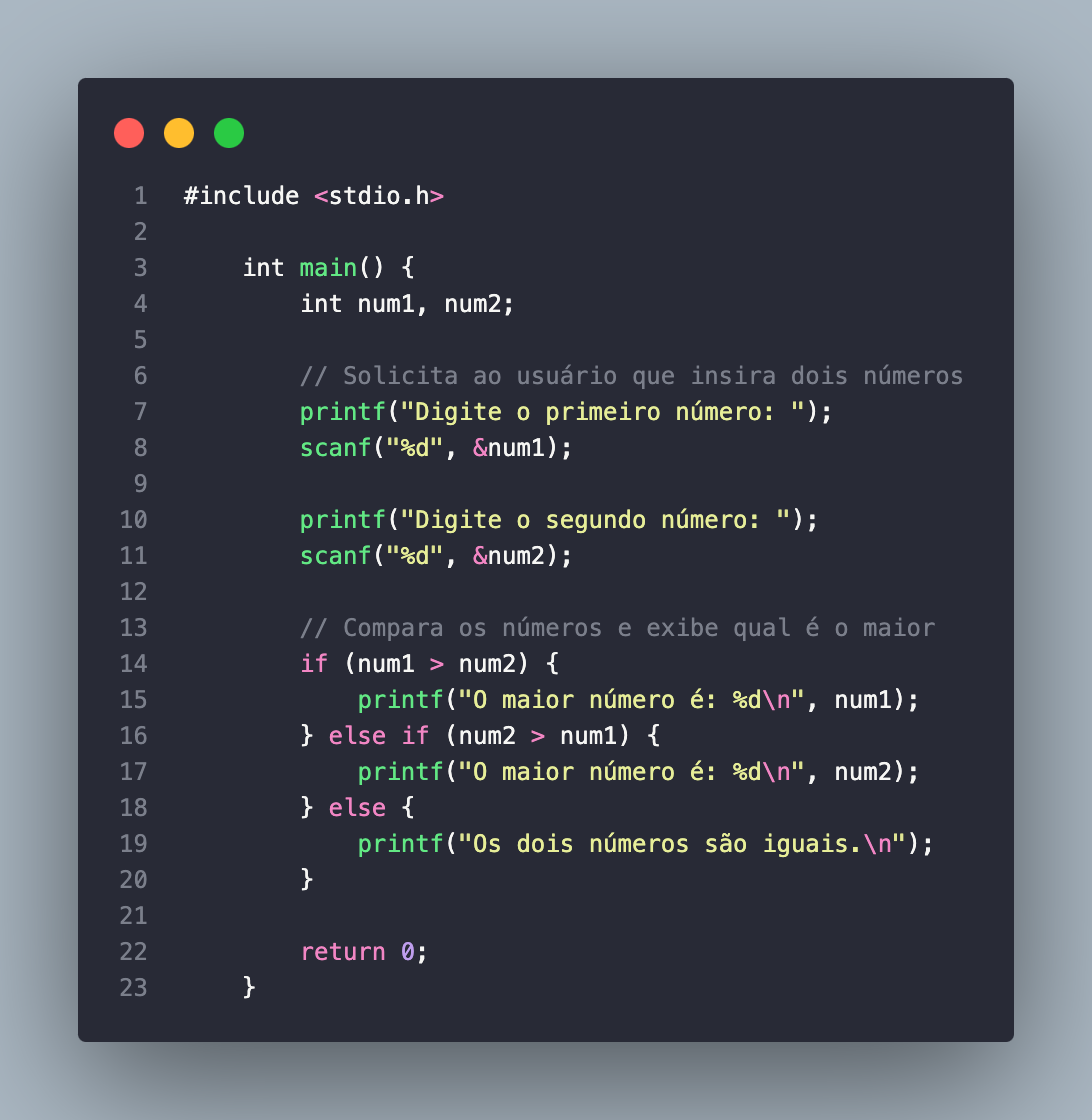 1 #include <stdio.h>
2
3     int main() {
4         int num1, num2;
5
6         // Solicita ao usuário que insira dois números
7         printf("Digite o primeiro número: ");
8         scanf("%d", &num1);
9
10         printf("Digite o segundo número: ");
11         scanf("%d", &num2);
12
13         // Compara os números e exibe qual é o maior
14         if (num1 > num2) {
15             printf("O maior número é: %d\n", num1);
16         } else if (num2 > num1) {
17             printf("O maior número é: %d\n", num2);
18         } else {
19             printf("Os dois números são iguais.\n");
20         }
21
22         return 0;
23     }